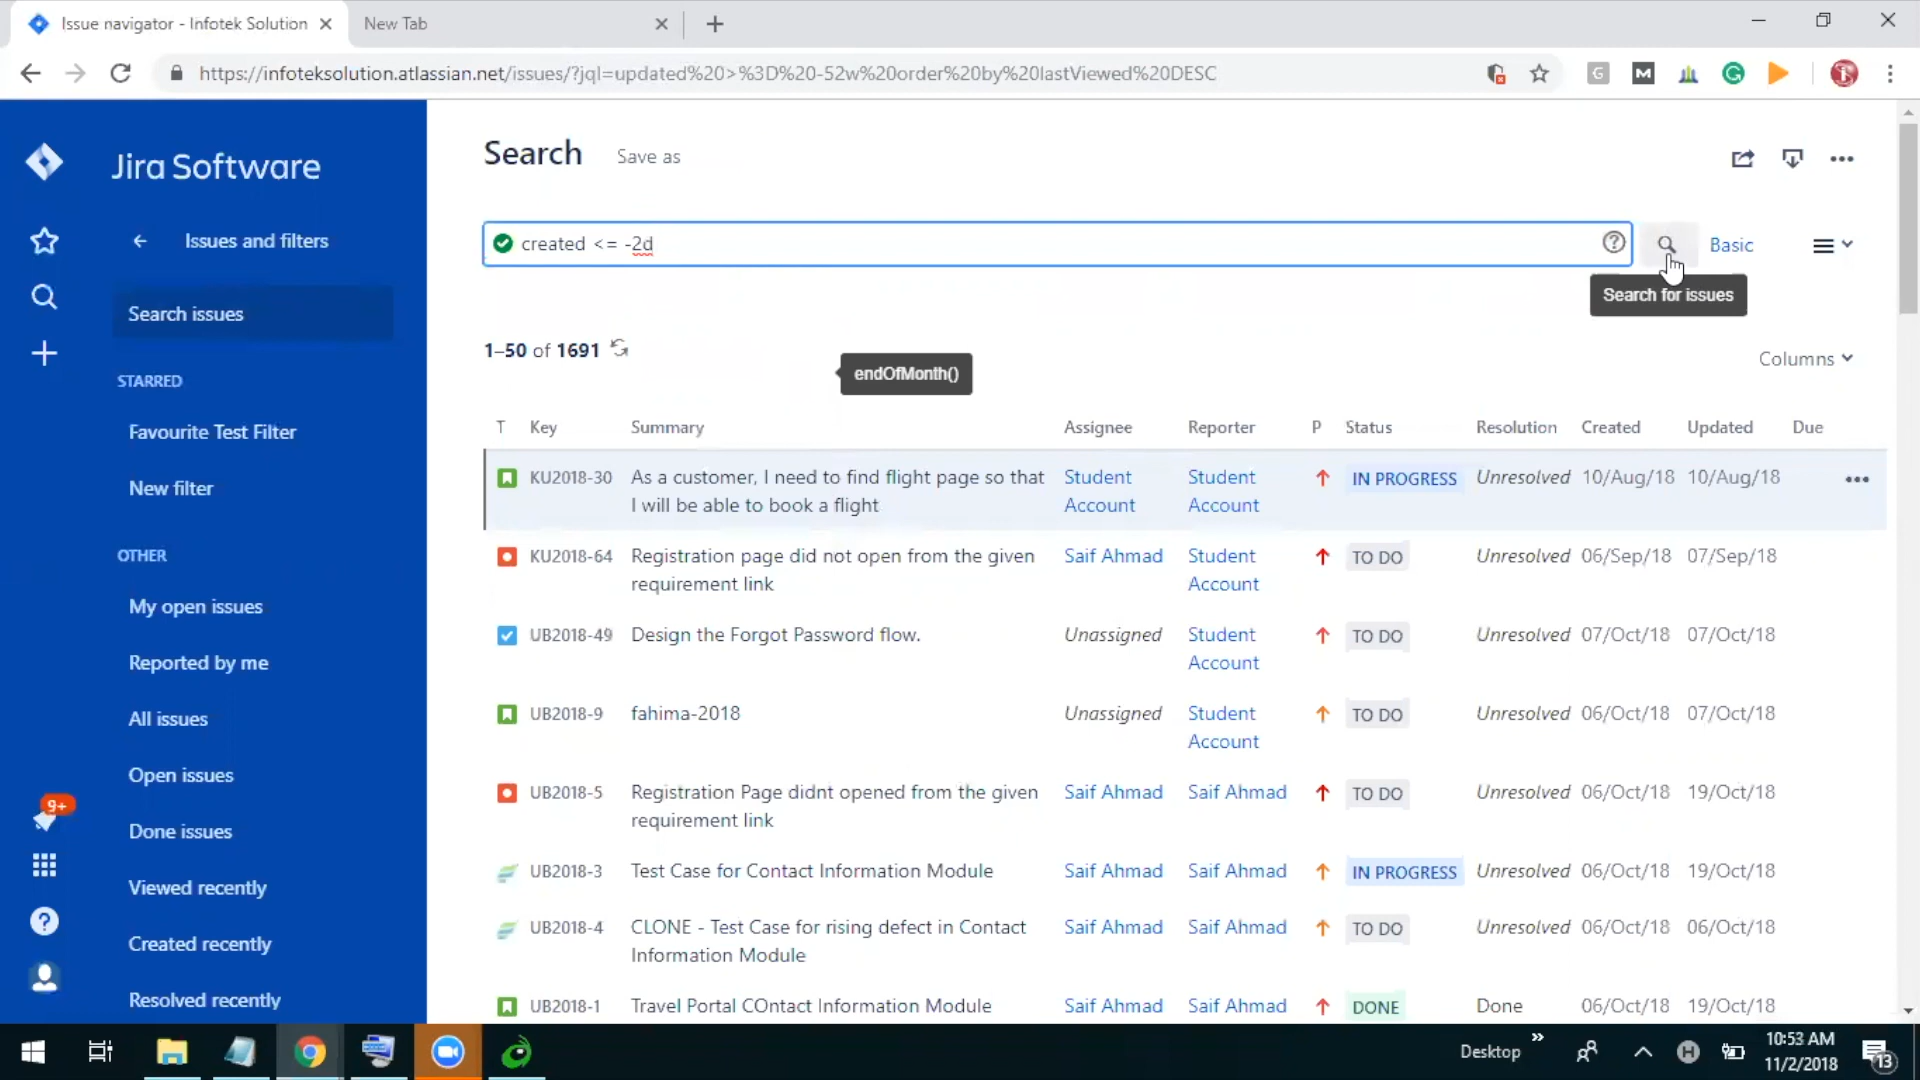 Issue navigator - Infotek Solution
New Tab
https://infoteksolution.atlassian.net/issues/?jql=updated%20>%3D%20-52w%20order%20by%20lastViewed%20DESC
Jira Software
Issues and filters
Search issues
STARRED
Favourite Test Filter
New filter
OTHER
My open issues
Reported by me
All issues
Open issues
Done issues
Viewed recently
Created recently
Resolved recently
9+
Search Save as
created <= -2d
Basic
Search for issues
1–50 of 1691
endOfMonth()
Columns
T Key Summary Assignee Reporter P Status Resolution Created Updated Due
KU2018-30 As a customer, I need to find flight page so that Student Student IN PROGRESS Unresolved 10/Aug/18 10/Aug/18
I will be able to book a flight Account Account
KU2018-64 Registration page did not open from the given Saif Ahmad Student TO DO Unresolved 06/Sep/18 07/Sep/18
requirement link Account
UB2018-49 Design the Forgot Password flow. Unassigned Student TO DO Unresolved 07/Oct/18 07/Oct/18
Account
UB2018-9 fahima-2018 Unassigned Student TO DO Unresolved 06/Oct/18 07/Oct/18
Account
UB2018-5 Registration Page didnt opened from the given Saif Ahmad Saif Ahmad TO DO Unresolved 06/Oct/18 19/Oct/18
requirement link
UB2018-3 Test Case for Contact Information Module Saif Ahmad Saif Ahmad IN PROGRESS Unresolved 06/Oct/18 19/Oct/18
UB2018-4 CLONE - Test Case for rising defect in Contact Saif Ahmad Saif Ahmad TO DO Unresolved 06/Oct/18 06/Oct/18
Information Module
UB2018-1 Travel Portal COntact Information Module Saif Ahmad Saif Ahmad DONE Done 06/Oct/18 19/Oct/18
Desktop
10:53 AM
11/2/2018
13